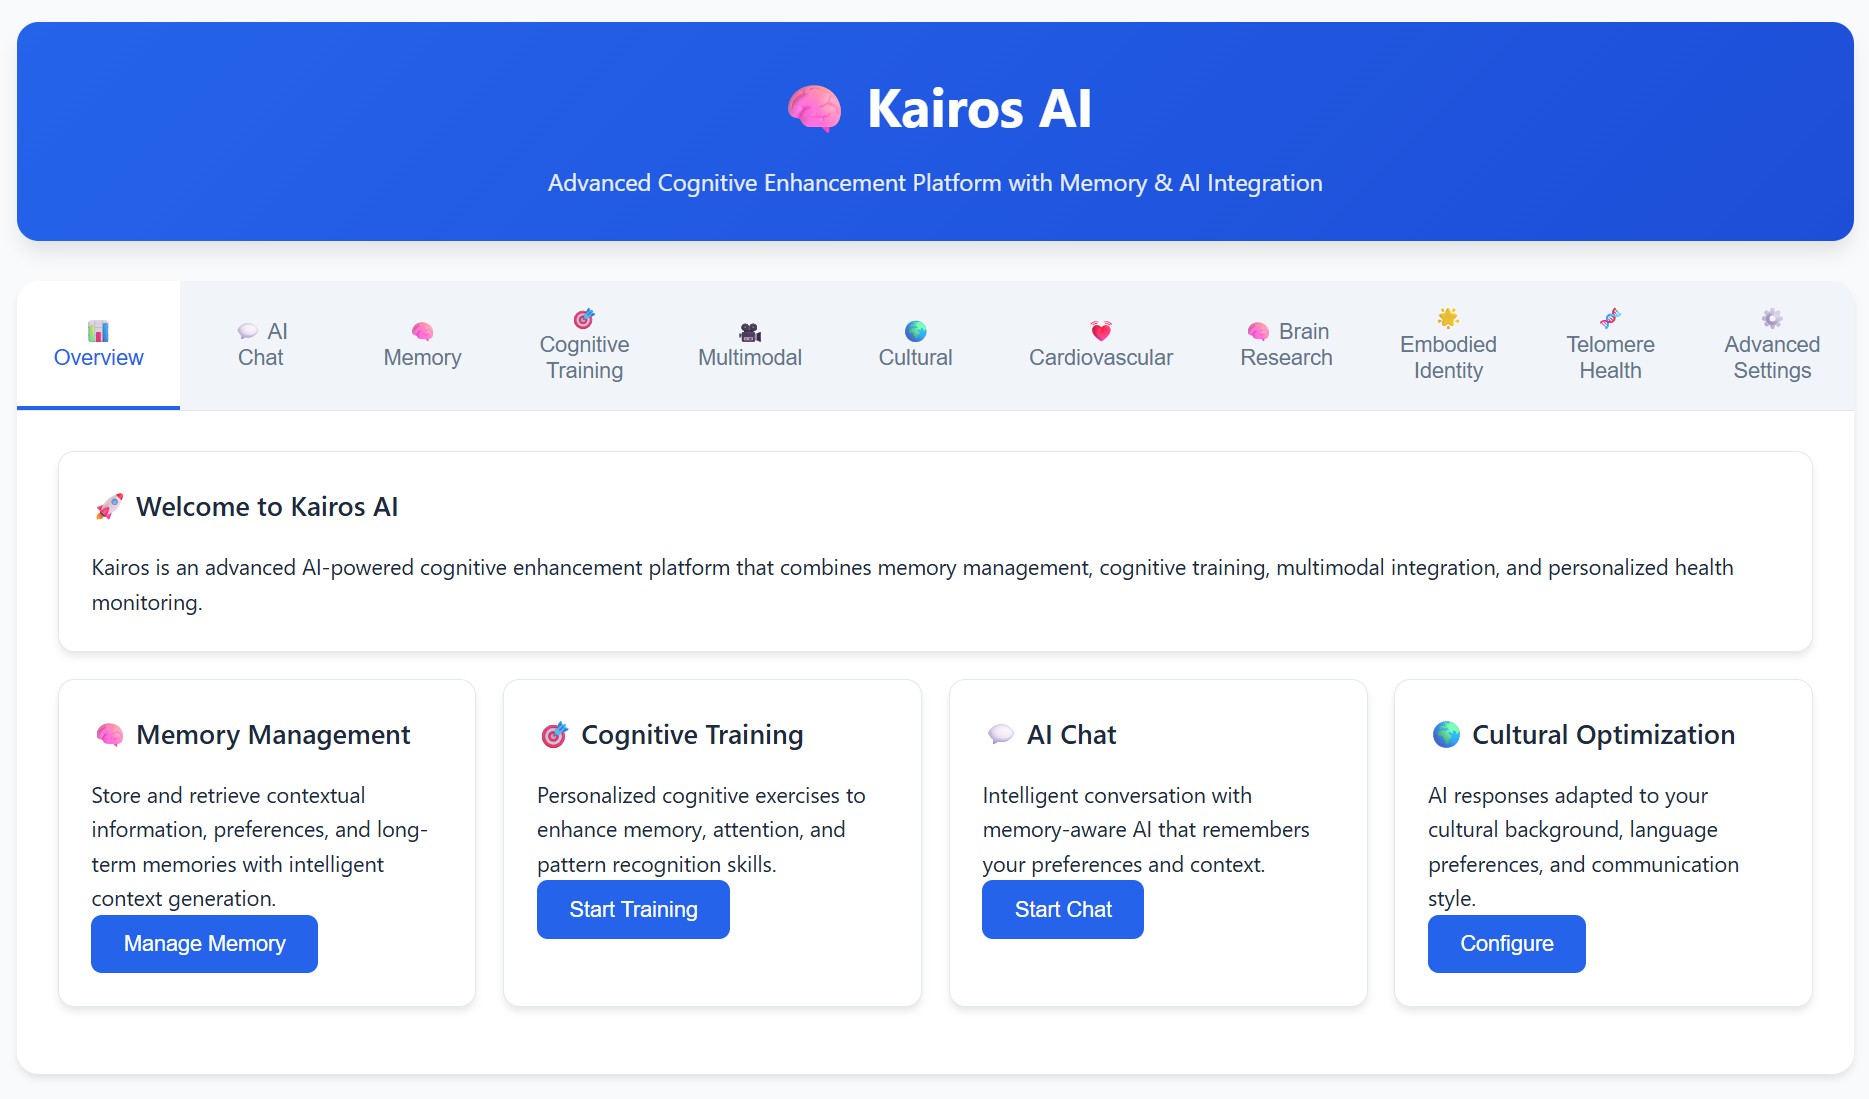 Kairos AI
Advanced Cognitive Enhancement Platform with Memory & AI Integration
Overview
AI
Chat
Memory
Cognitive
Training
Multimodal
Cultural
Cardiovascular
Brain
Research
Embodied
Identity
Telomere
Health
Advanced
Settings
Welcome to Kairos AI
Kairos is an advanced AI-powered cognitive enhancement platform that combines memory management, cognitive training, multimodal integration, and personalized health
monitoring.
Memory Management
Store and retrieve contextual
information, preferences, and long-
term memories with intelligent
context generation.
Manage Memory
Cognitive Training
Personalized cognitive exercises to
enhance memory, attention, and
pattern recognition skills.
Start Training
AI Chat
Intelligent conversation with
memory-aware AI that remembers
your preferences and context.
Start Chat
Cultural Optimization
AI responses adapted to your
cultural background, language
preferences, and communication
style.
Configure